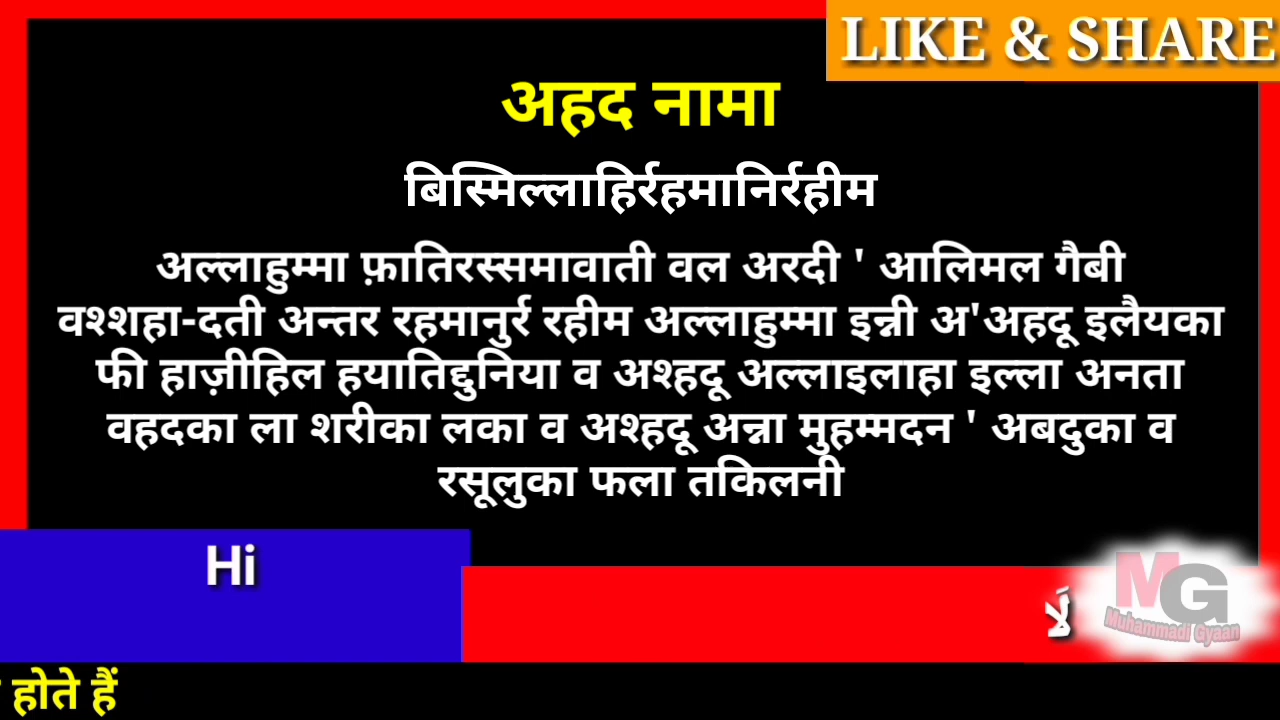 LIKE & SHARE
अहद नामा
बिस्मिल्लाहिर्रहमानिर्रहीम
अल्लाहुम्मा फ़ातिरस्समावाती वल अरदी ' आलिमल गैबी
वश्शहा-दती अन्तर रहमानुर्र रहीम अल्लाहुम्मा इन्नी अ'अहदू इलैयका
फी हाज़ीहिल हयातिद्दुनिया व अश्हदू अल्लाइलाहा इल्ला अनता
वहदका ला शरीका लका व अश्हदू अन्ना मुहम्मदन ' अबदुका व
रसूलुका फला तकिलनी
Hi
لَا
MG
Muhammadi Gyaan
होते हैं